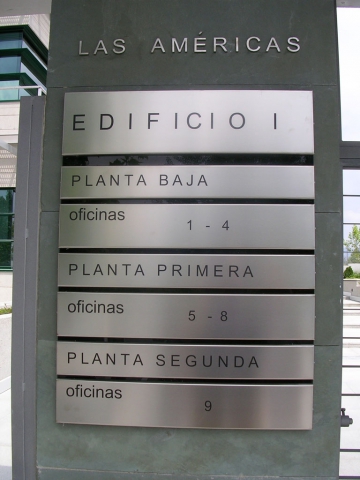 LAS AMÉRICAS
EDIFICIO I
PLANTA BAJA
oficinas 1 - 4
PLANTA PRIMERA
oficinas 5 - 8
PLANTA SEGUNDA
oficinas 9